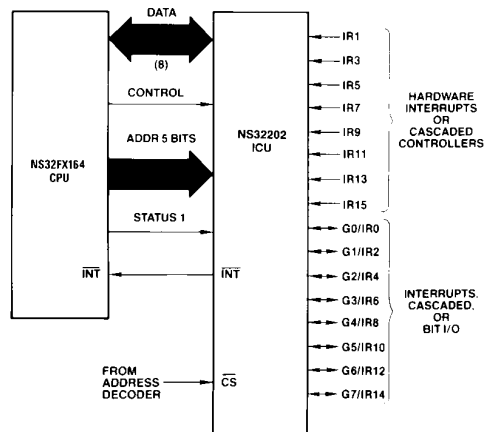 DATA
(8)
CONTROL
ADDR 5 BITS
STATUS 1
NS32FX164
CPU
INT
NS32202
ICU
INT
FROM
ADDRESS
DECODER
CS
IR1
IR3
IR5
IR7
IR9
IR11
IR13
IR15
G0/IR0
G1/IR2
G2/IR4
G3/IR6
G4/IR8
G5/IR10
G6/IR12
G7/IR14
HARDWARE
INTERRUPTS
OR
CASCADED
CONTROLLERS
INTERRUPTS,
CASCADED,
OR
BIT I/O